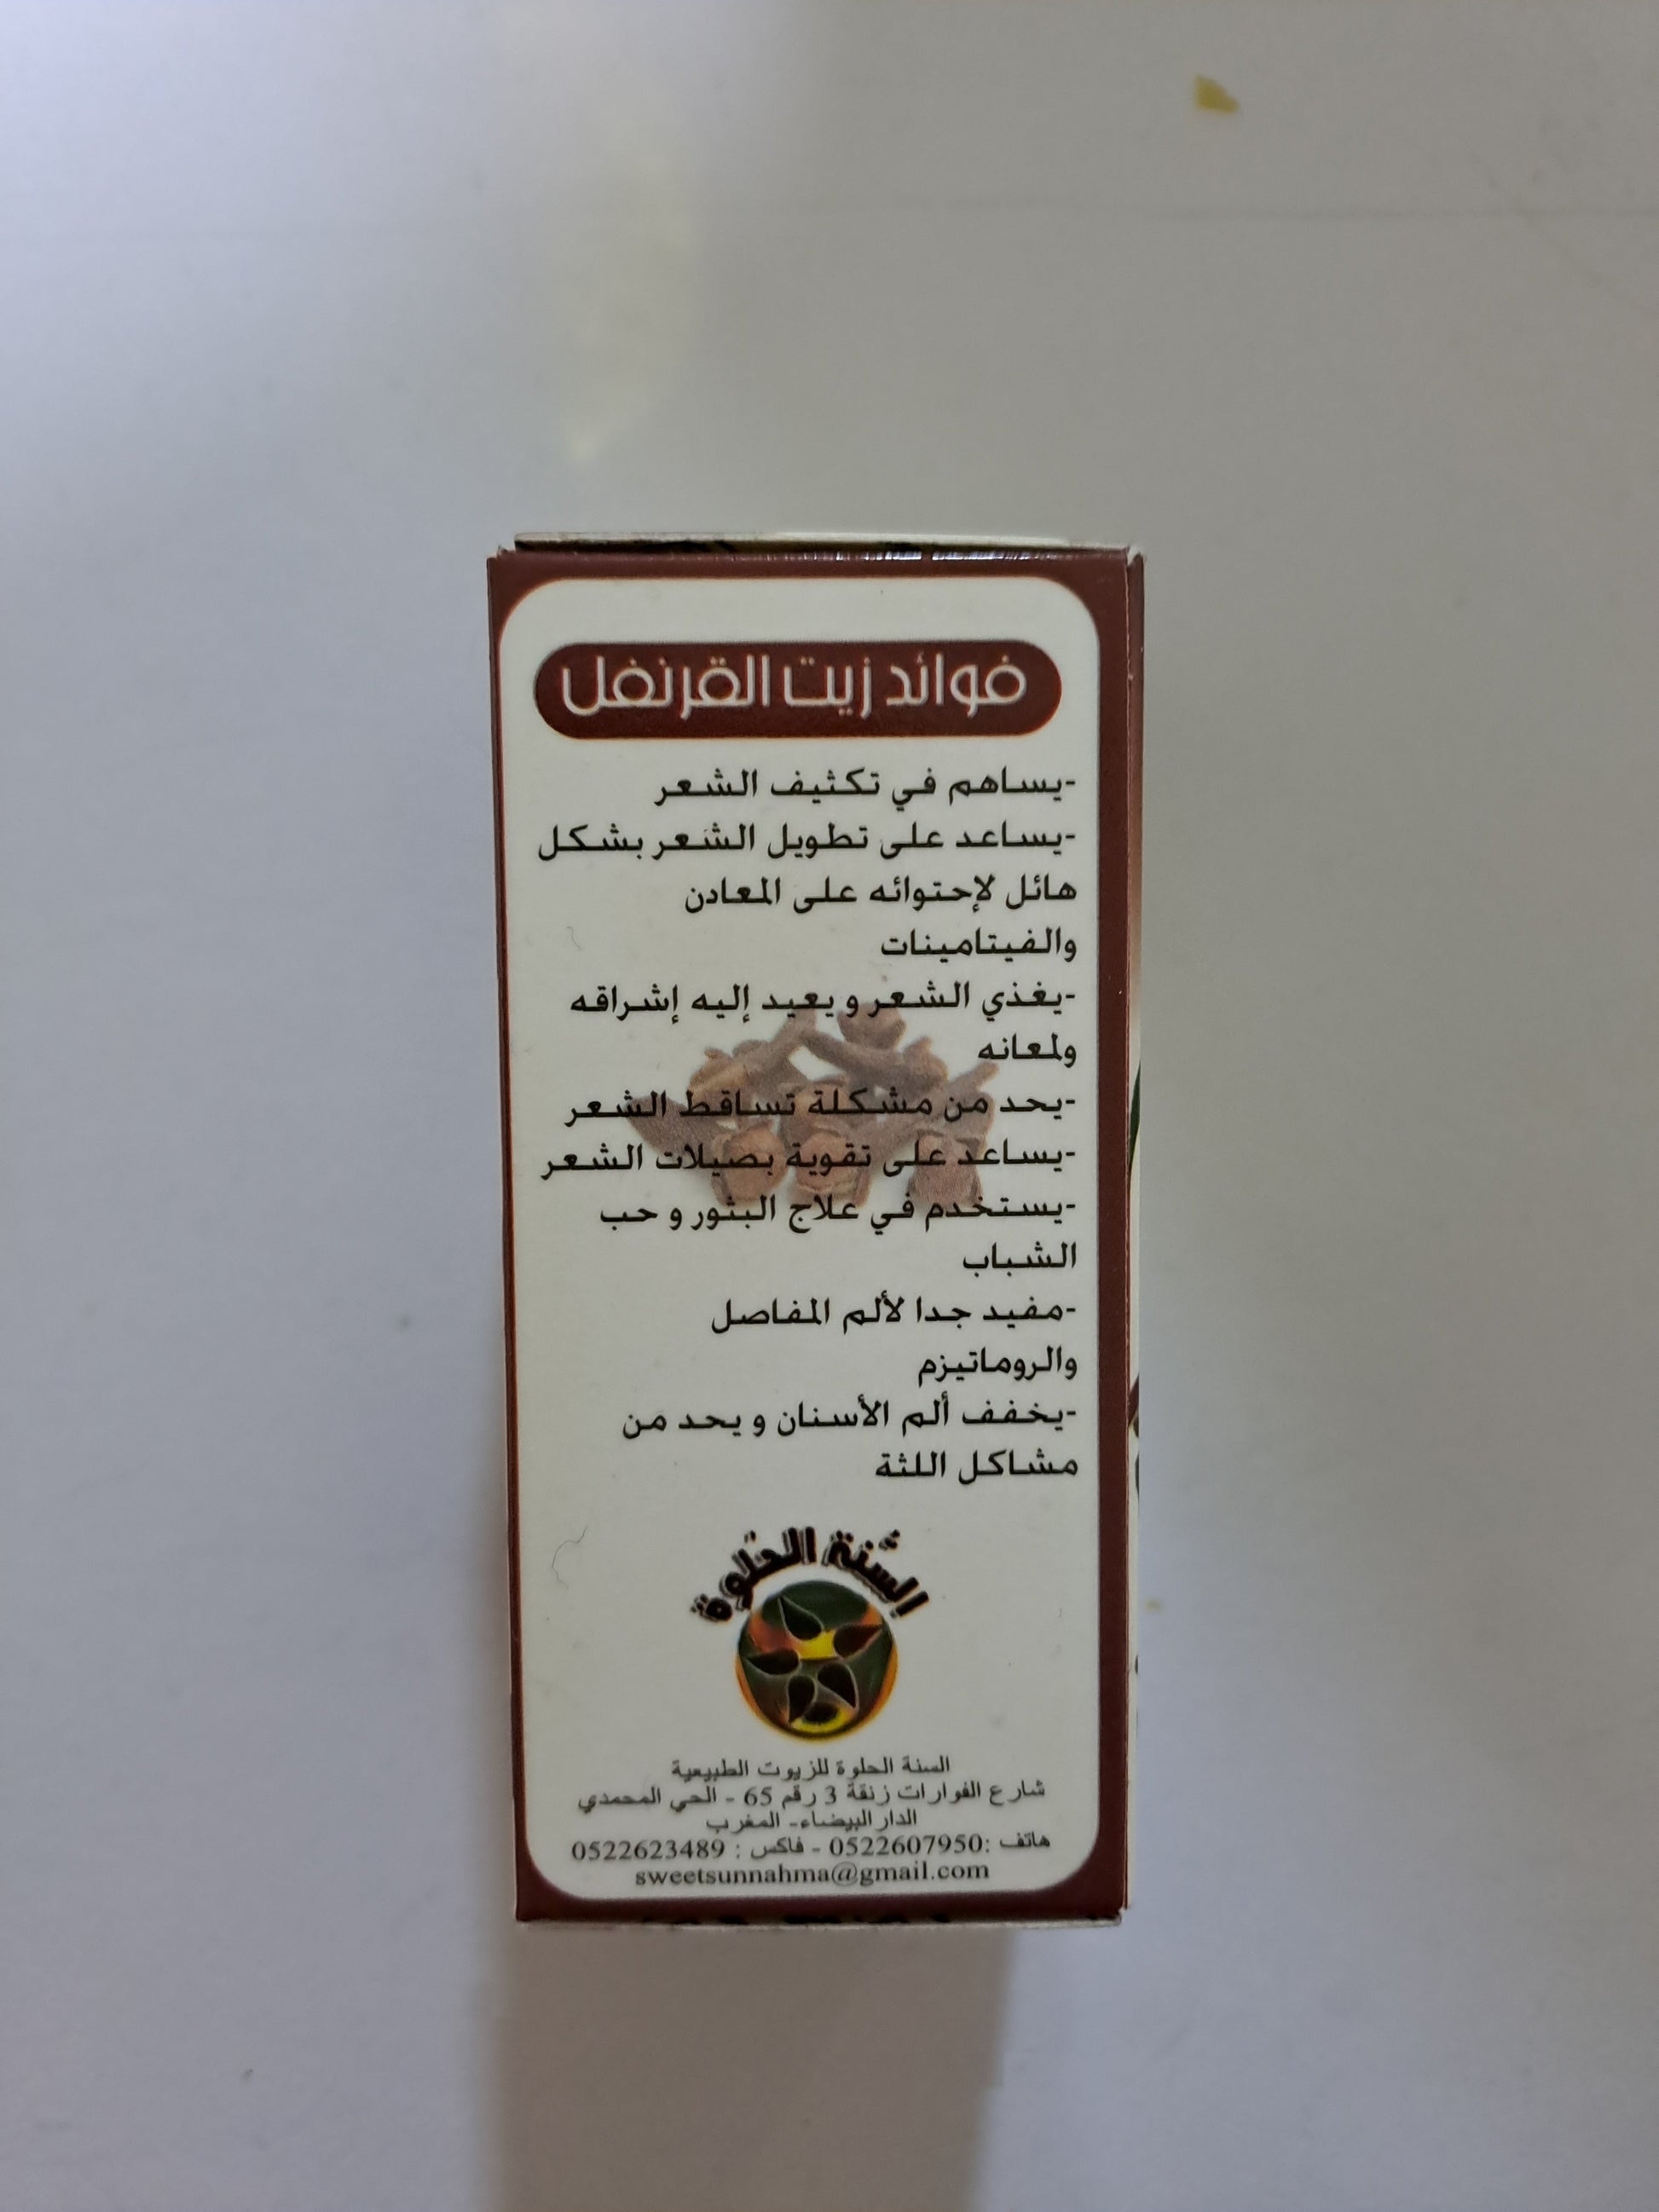 فوائد زيت القرنفل
-يساهم في تكثيف الشعر
-يساعد على تطويل الشعر بشكل
هائل لإحتوائه على المعادن
والفيتامينات
-يغذي الشعر و يعيد إليه إشراقه
ولمعانه
-يحد من مشكلة تساقط الشعر
-يساعد على تقوية بصيلات الشعر
-يستخدم في علاج البثور و حب
الشباب
-مفيد جدا لألم المفاصل
والروماتيزم
-يخفف ألم الأسنان و يحد من
مشاكل اللثة
السنة الحلوة
السنة الحلوة للزيوت الطبيعية
شارع الفوارات زنقة 3 رقم 65 - الحي المحمدي
الدار البيضاء- المغرب
هاتف :0522607950 - فاكس : 0522623489
sweetsunnahma@gmail.com